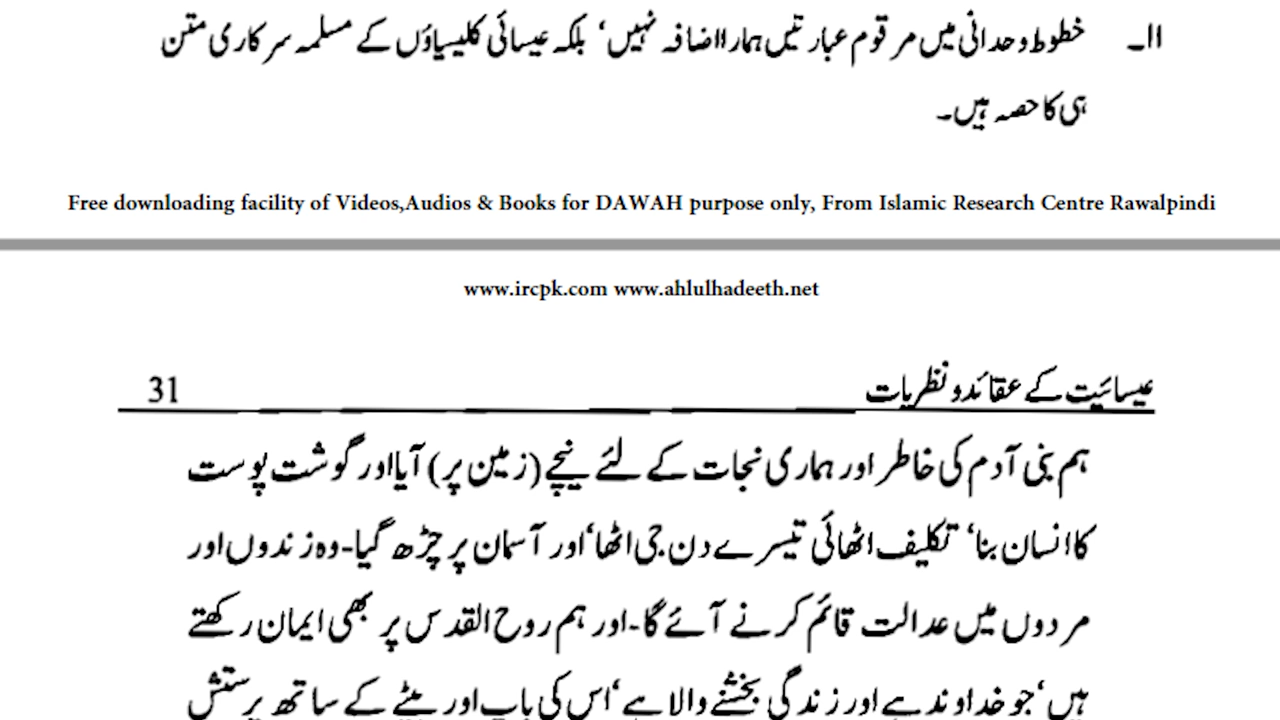 ۱۱۔ خطوط وحدانی میں مرقوم عبارتیں ہمارا اضافہ نہیں‘ بلکہ عیسائی کلیسیاؤں کے مسلمہ سرکاری متن
ہی کا حصہ ہیں۔
Free downloading facility of Videos,Audios & Books for DAWAH purpose only, From Islamic Research Centre Rawalpindi
www.ircpk.com www.ahlulhadeeth.net
عیسائیت کے عقائد و نظریات 31
ہم بنی آدم کی خاطر اور ہماری نجات کے لئے نیچے (زمین پر) آیا اور گوشت پوست
کا انسان بنا‘ تکلیف اٹھائی تیسرے دن جی اٹھا‘ اور آسمان پر چڑھ گیا-وہ زندوں اور
مردوں میں عدالت قائم کرنے آئے گا-اور ہم روح القدس پر بھی ایمان رکھتے
ہیں‘ جو خداوند ہے اور زندگی بخشنے والا ہے‘ اس کی باپ اور بیٹے کے ساتھ پرستش